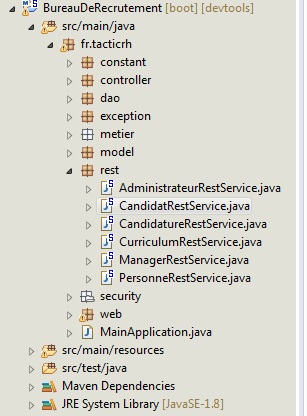 BureauDeRecrutement [boot] [devtools]
src/main/java
fr.tacticrh
constant
controller
dao
exception
metier
model
rest
AdministrateurRestService.java
CandidatRestService.java
CandidatureRestService.java
CurriculumRestService.java
ManagerRestService.java
PersonneRestService.java
security
web
MainApplication.java
src/main/resources
src/test/java
Maven Dependencies
JRE System Library [JavaSE-1.8]